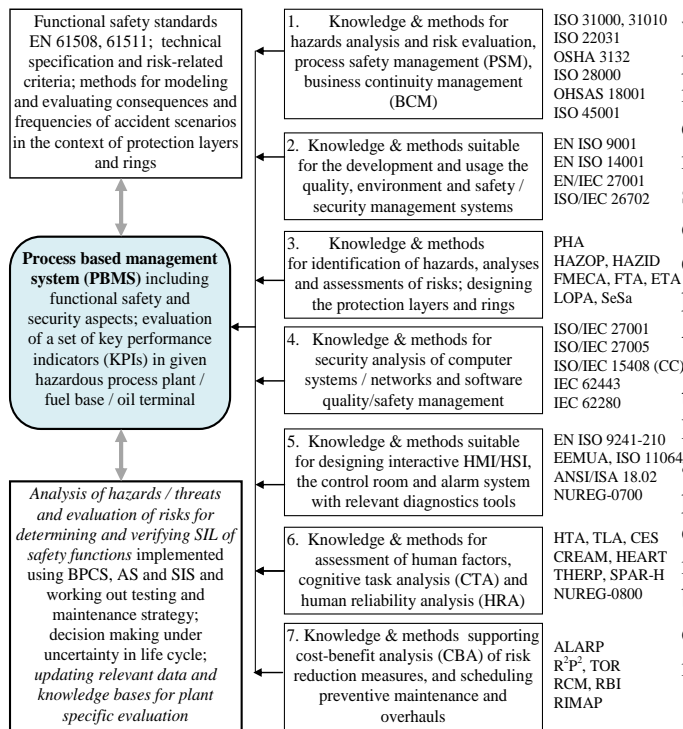 Functional safety standards
EN 61508, 61511; technical
specification and risk-related
criteria; methods for modeling
and evaluating consequences and
frequencies of accident scenarios
in the context of protection layers
and rings
Process based management
system (PBMS) including
functional safety and
security aspects; evaluation
of a set of key performance
indicators (KPIs) in given
hazardous process plant /
fuel base / oil terminal
Analysis of hazards / threats
and evaluation of risks for
determining and verifying SIL of
safety functions implemented
using BPCS, AS and SIS and
working out testing and
maintenance strategy;
decision making under
uncertainty in life cycle;
updating relevant data and
knowledge bases for plant
specific evaluation
1. Knowledge & methods for
hazards analysis and risk evaluation,
process safety management (PSM),
business continuity management
(BCM)
ISO 31000, 31010
ISO 22031
OSHA 3132
ISO 28000
OHSAS 18001
ISO 45001
2. Knowledge & methods suitable
for the development and usage the
quality, environment and safety /
security management systems
EN ISO 9001
EN ISO 14001
EN/IEC 27001
ISO/IEC 26702
3. Knowledge & methods
for identification of hazards, analyses
and assessments of risks; designing
the protection layers and rings
PHA
HAZOP, HAZID
FMECA, FTA, ETA
LOPA, SeSa
4. Knowledge & methods for
security analysis of computer
systems / networks and software
quality/safety management
ISO/IEC 27001
ISO/IEC 27005
ISO/IEC 15408 (CC)
IEC 62443
IEC 62280
5. Knowledge & methods suitable
for designing interactive HMI/HSI,
the control room and alarm system
with relevant diagnostics tools
EN ISO 9241-210
EEMUA, ISO 11064
ANSI/ISA 18.02
NUREG-0700
6. Knowledge & methods for
assessment of human factors,
cognitive task analysis (CTA) and
human reliability analysis (HRA)
HTA, TLA, CES
CREAM, HEART
THERP, SPAR-H
NUREG-0800
7. Knowledge & methods supporting
cost-benefit analysis (CBA) of risk
reduction measures, and scheduling
preventive maintenance and
overhauls
ALARP
R²P², TOR
RCM, RBI
RIMAP